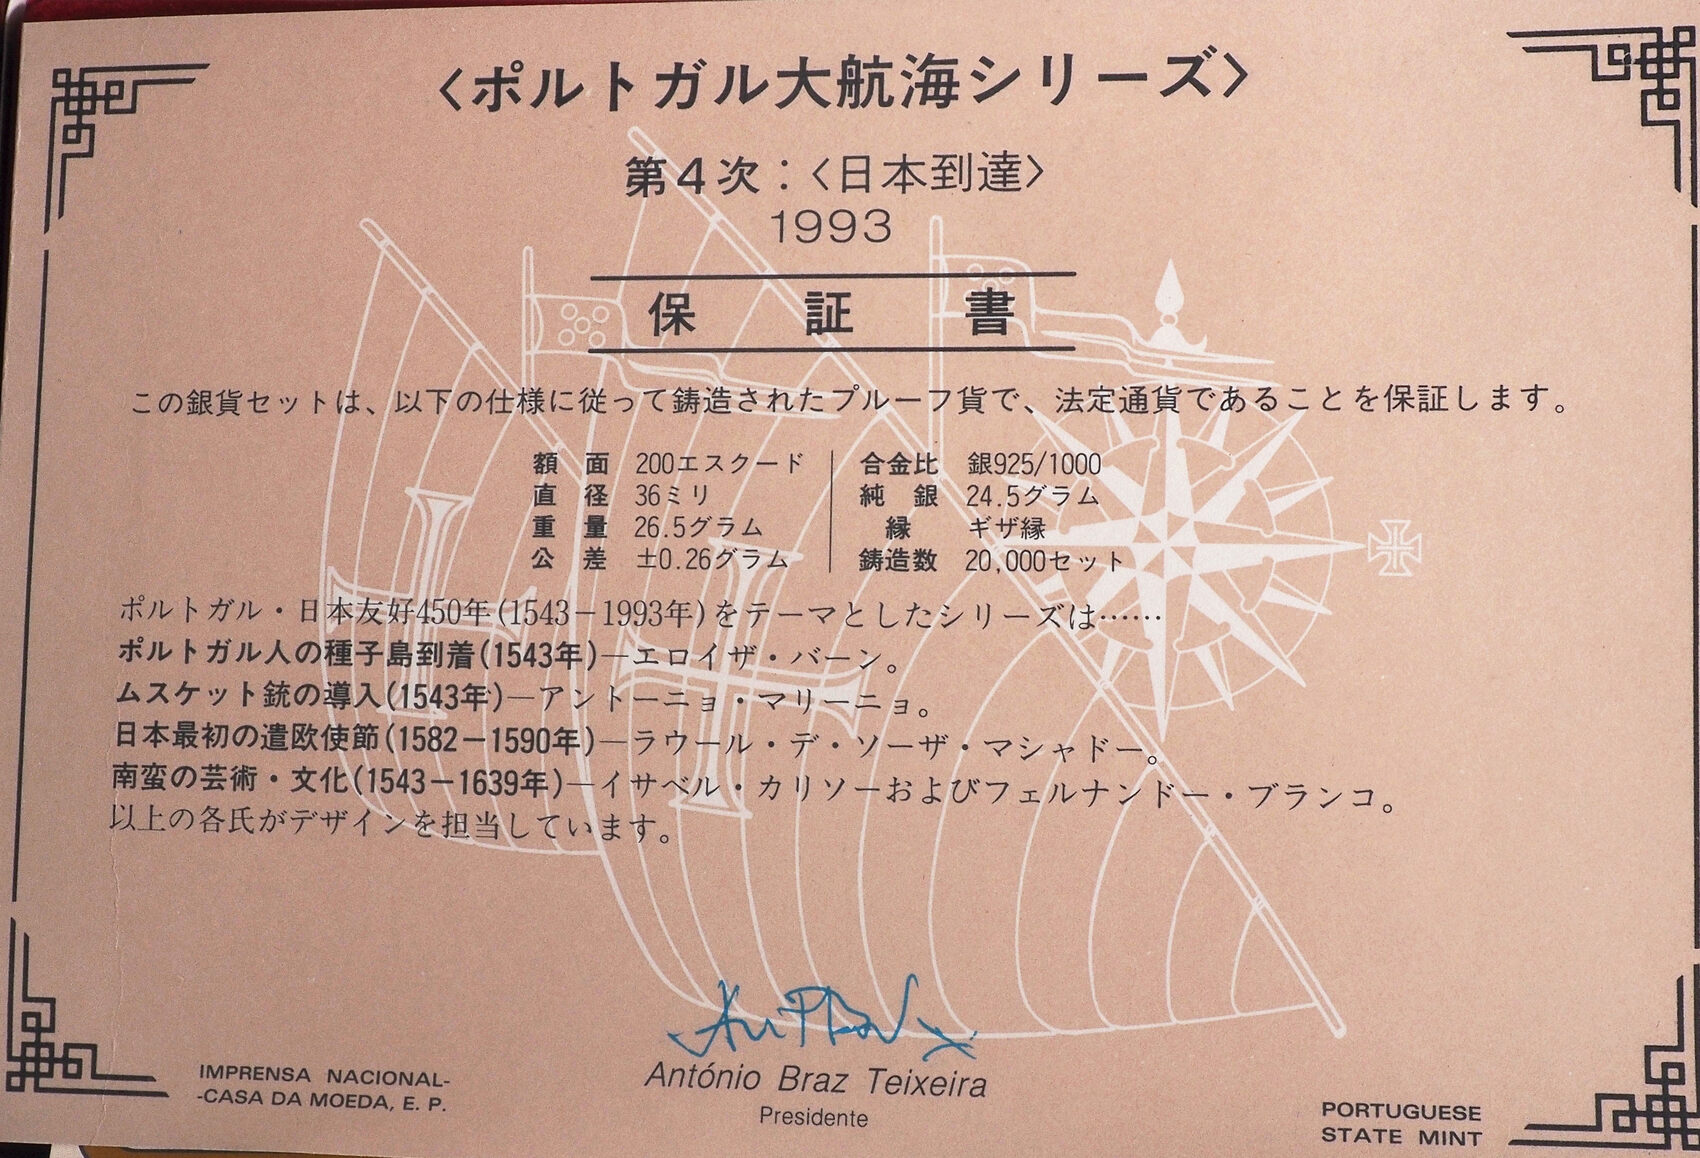 〈ポルトガル大航海シリーズ〉
第4次：〈日本到達〉
1993
保証書
この銀貨セットは、以下の仕様に従って鋳造されたプルーフ貨で、法定通貨であることを保証します。
額面 200エスクード 合金比 銀925/1000
直径 36ミリ 純銀 24.5グラム
重量 26.5グラム 縁 ギザ縁
公差 ±0.26グラム 鋳造数 20,000セット
ポルトガル・日本友好450年(1543－1993年)をテーマとしたシリーズは……
ポルトガル人の種子島到着(1543年)―エロイザ・バーン。
ムスケット銃の導入(1543年)―アントーニョ・マリーニョ。
日本最初の遣欧使節(1582－1590年)―ラウール・デ・ソーザ・マシャドー。
南蛮の芸術・文化(1543－1639年)―イサベル・カリソーおよびフェルナンドー・ブランコ。
以上の各氏がデザインを担当しています。
António Braz Teixeira
Presidente
IMPRENSA NACIONAL-
-CASA DA MOEDA, E. P.
PORTUGUESE
STATE MINT